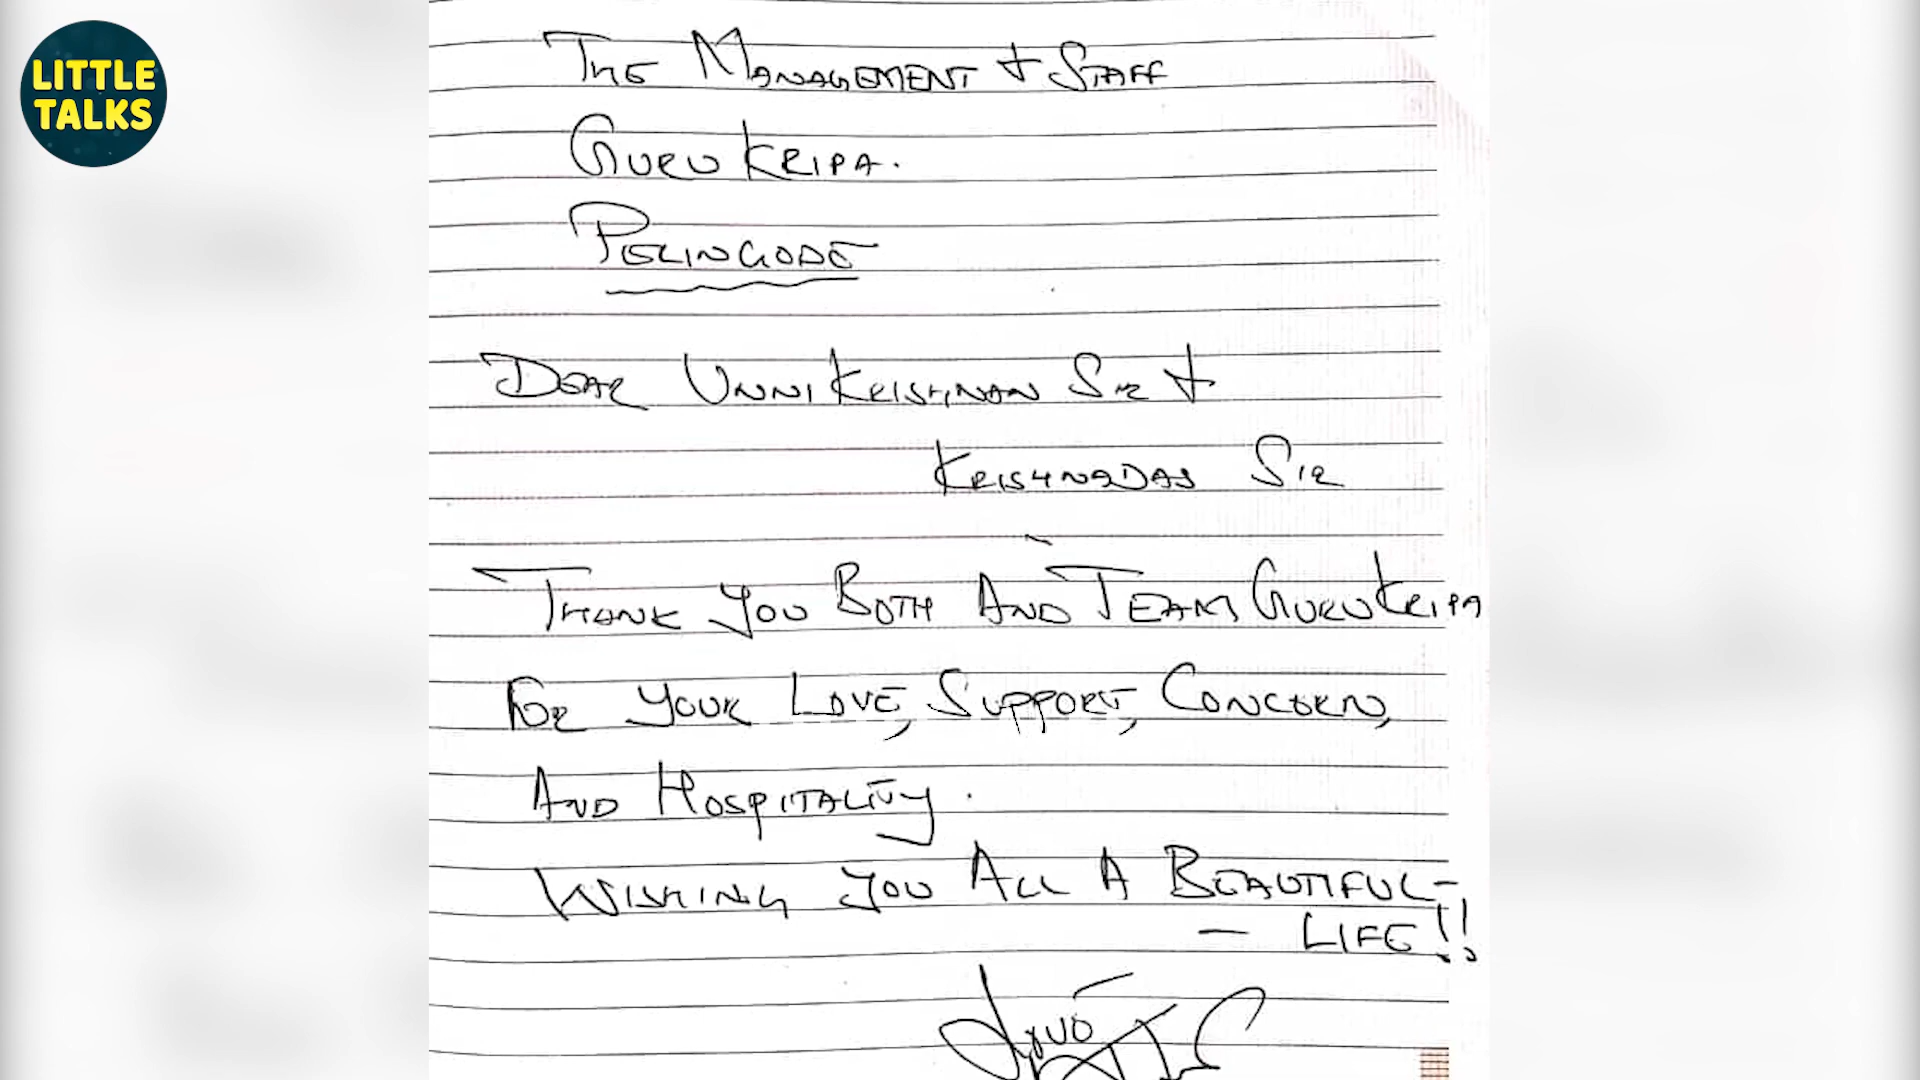 LITTLE
TALKS
THE MANAGEMENT & STAFF
GURU KRIPA.
PERINGODE
DEAR UNNIKRISHNAN SIR &
KRISHNADAS SIR
THANK YOU BOTH AND TEAM GURUKRIPA
FOR YOUR LOVE, SUPPORT, CONCERN,
AND HOSPITALITY.
WISHING YOU ALL A BEAUTIFUL-
- LIFE!!